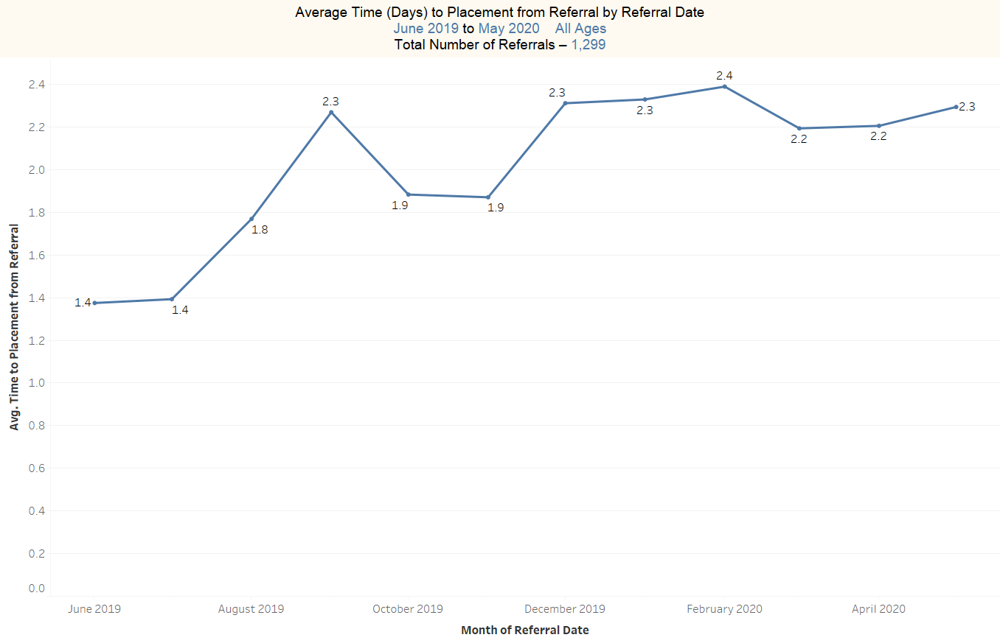 Average Time (Days) to Placement from Referral by Referral Date
June 2019 to May 2020 All Ages
Total Number of Referrals – 1,299
Avg. Time to Placement from Referral
2.4
2.2
2.0
1.8
1.6
1.4
1.2
1.0
0.8
0.6
0.4
0.2
0.0
1.4
1.4
1.8
2.3
1.9
1.9
2.3
2.3
2.4
2.2
2.2
2.3
June 2019
August 2019
October 2019
December 2019
February 2020
April 2020
Month of Referral Date